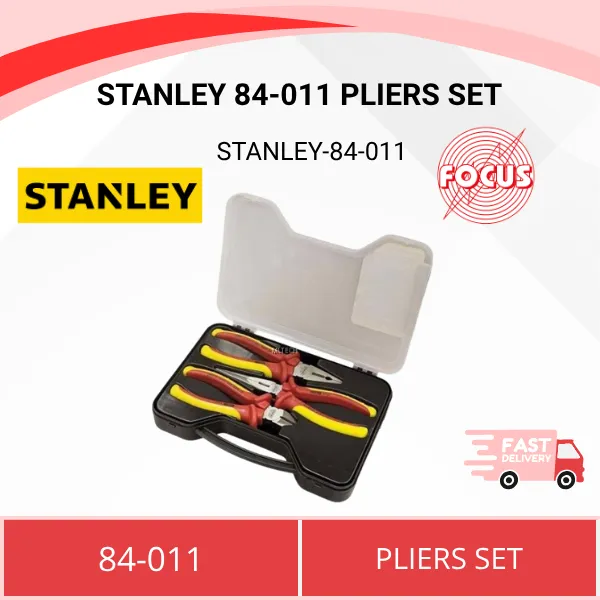 STANLEY 84-011 PLIERS SET
STANLEY-84-011
STANLEY
FOCUS
FAST
DELIVERY
84-011
PLIERS SET